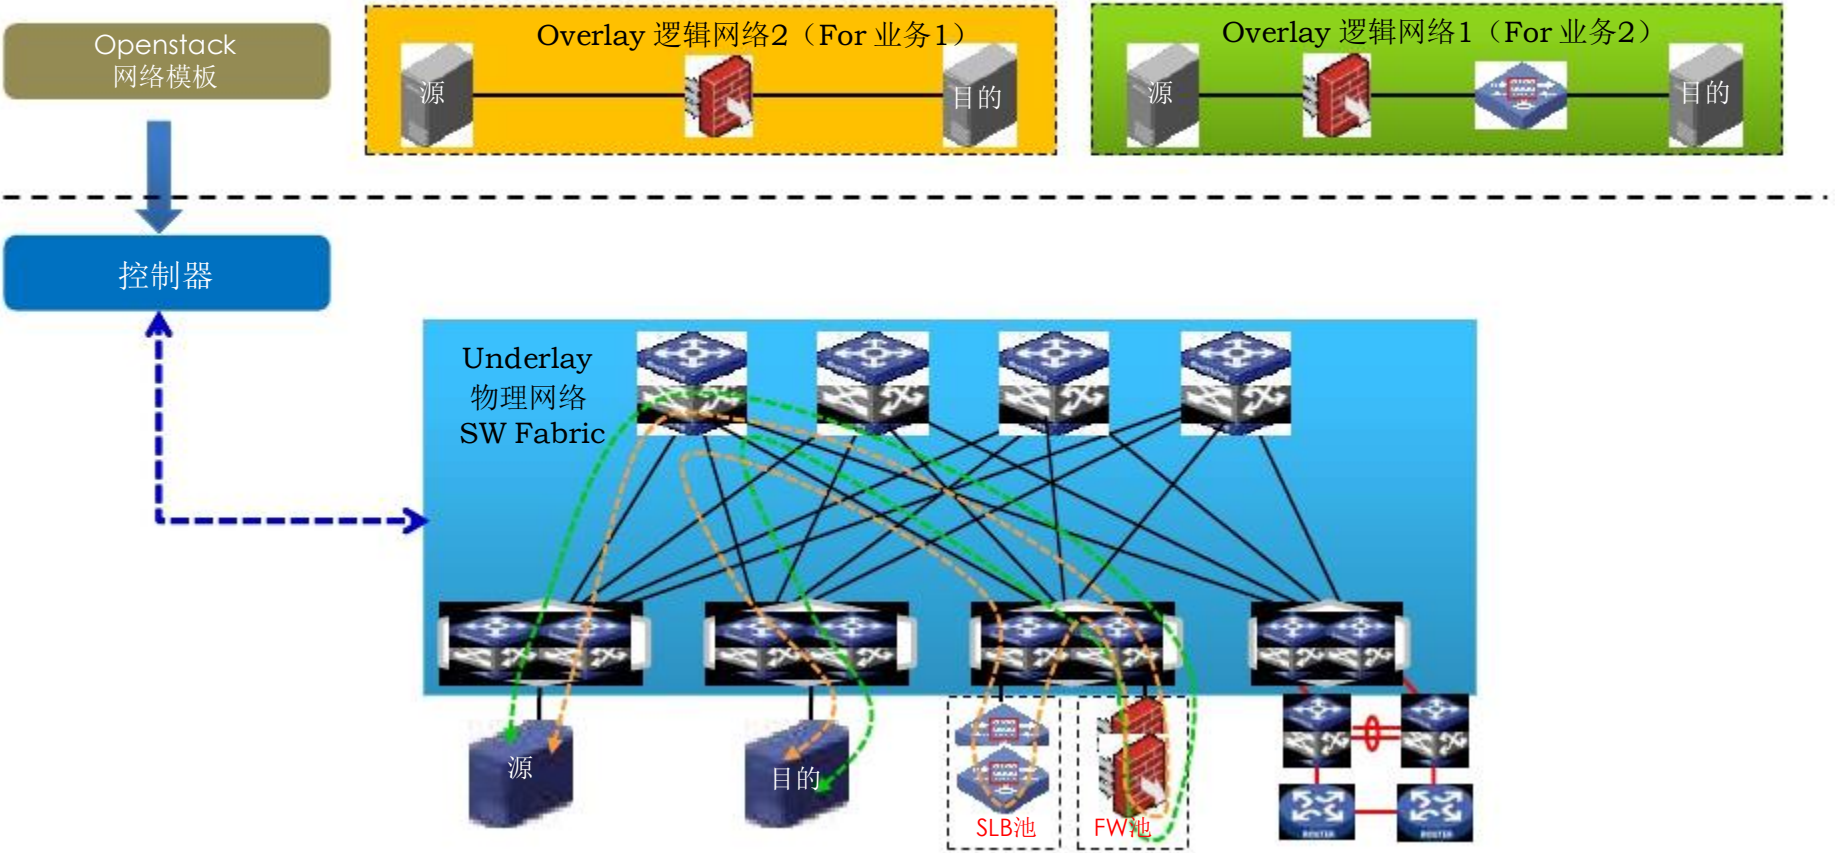 Openstack
网络模板
Overlay 逻辑网络2（For 业务1）
源
目的
Overlay 逻辑网络1（For 业务2）
源
目的
控制器
Underlay
物理网络
SW Fabric
源
目的
SLB池
FW池
ROUTER
ROUTER